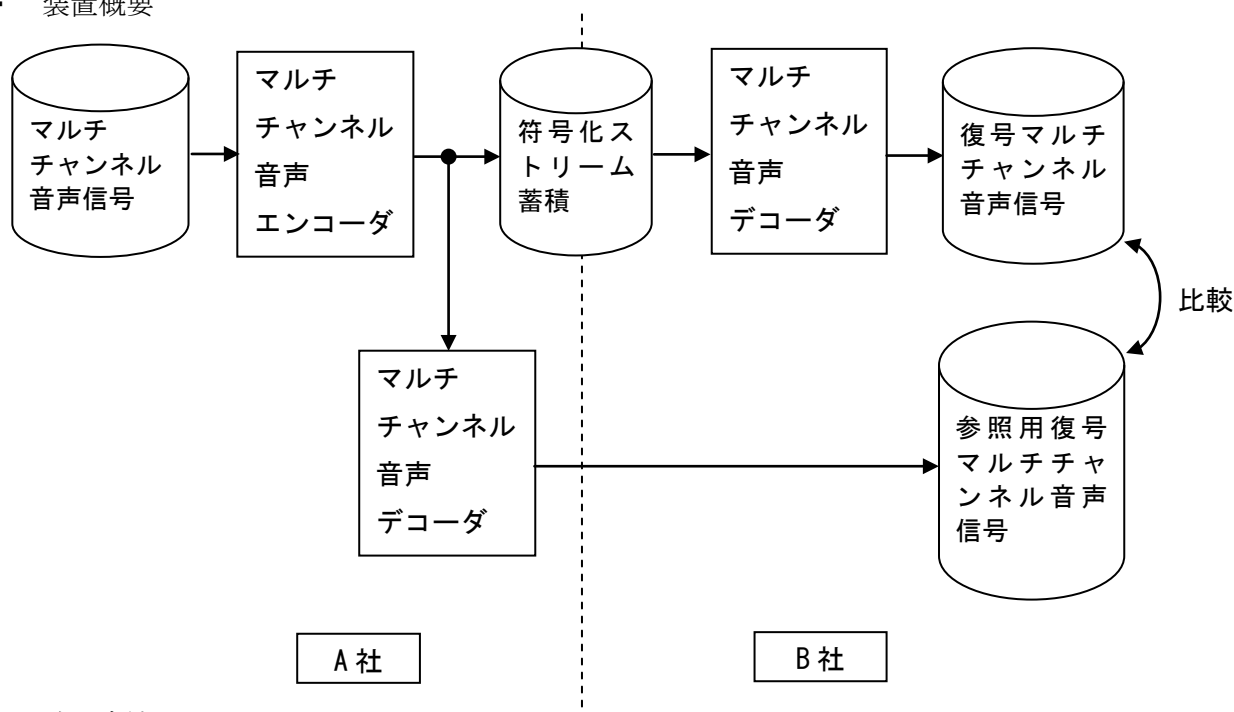 装置概要
マルチ
チャンネル
音声信号
マルチ
チャンネル
音声
エンコーダ
符号化ス
トリーム
蓄積
マルチ
チャンネル
音声
デコーダ
復号マルチ
チャンネル
音声信号
比較
マルチ
チャンネル
音声
デコーダ
参照用復号
マルチチャ
ンネル音声
信号
A社
B社